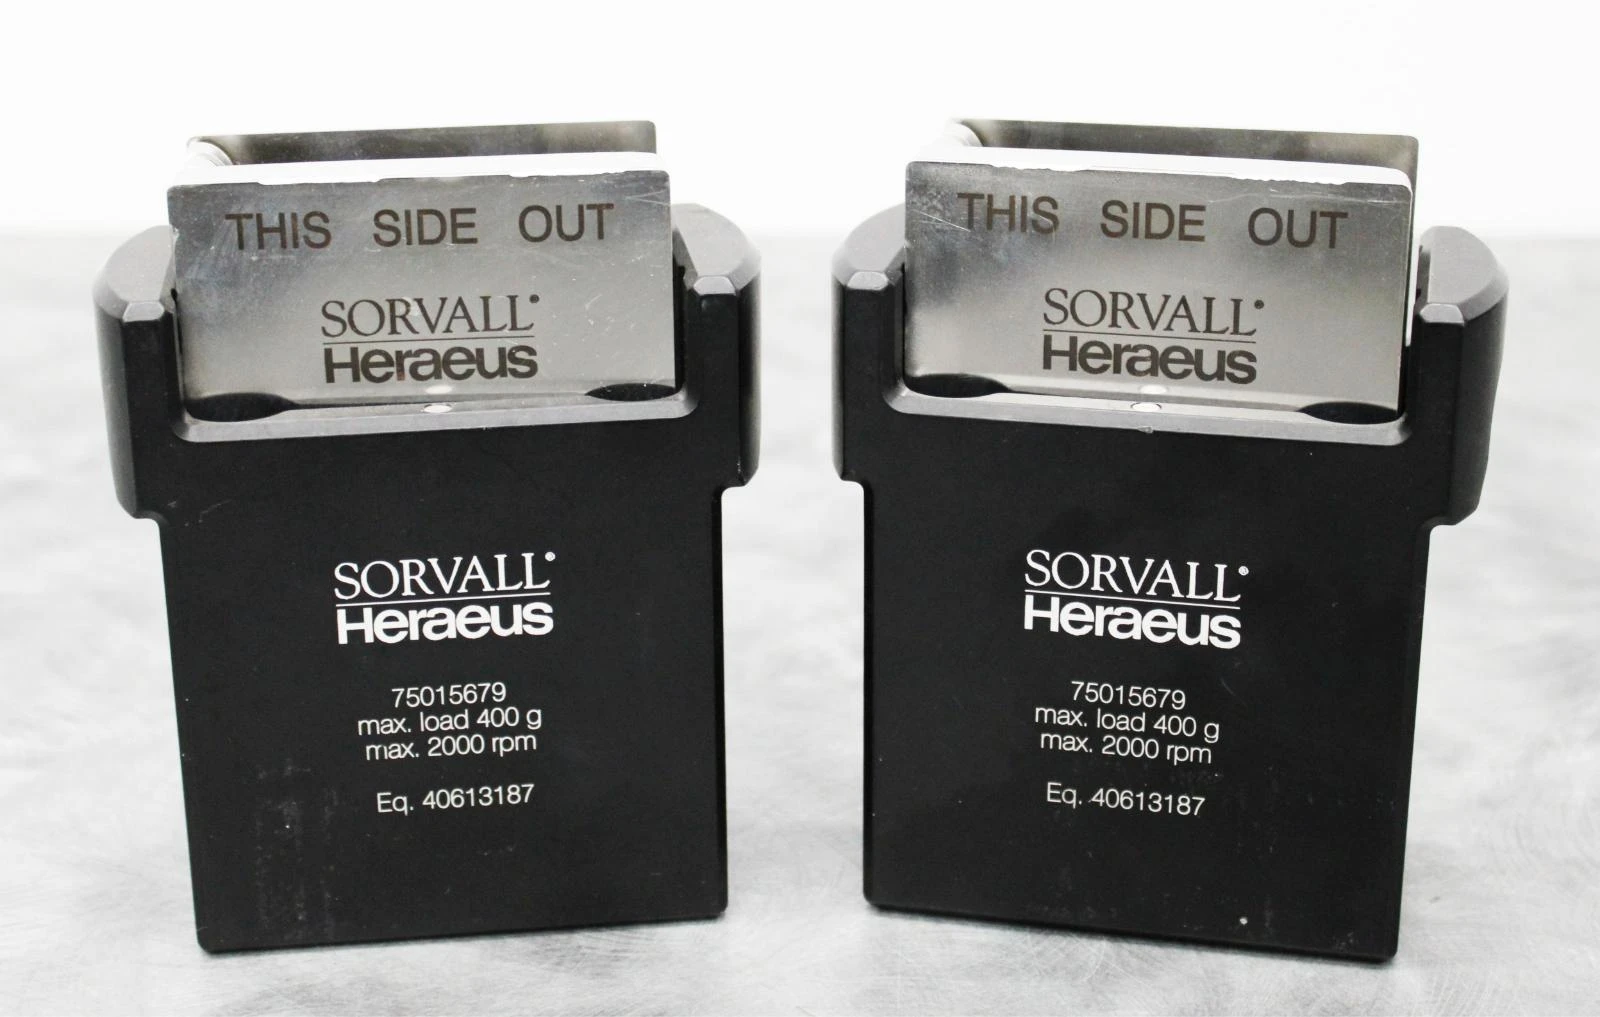 THIS SIDE OUT
SORVALL®
Heraeus
SORVALL®
Heraeus
75015679
max. load 400 g
max. 2000 rpm
Eq. 40613187
THIS SIDE OUT
SORVALL®
Heraeus
SORVALL®
Heraeus
75015679
max. load 400 g
max. 2000 rpm
Eq. 40613187